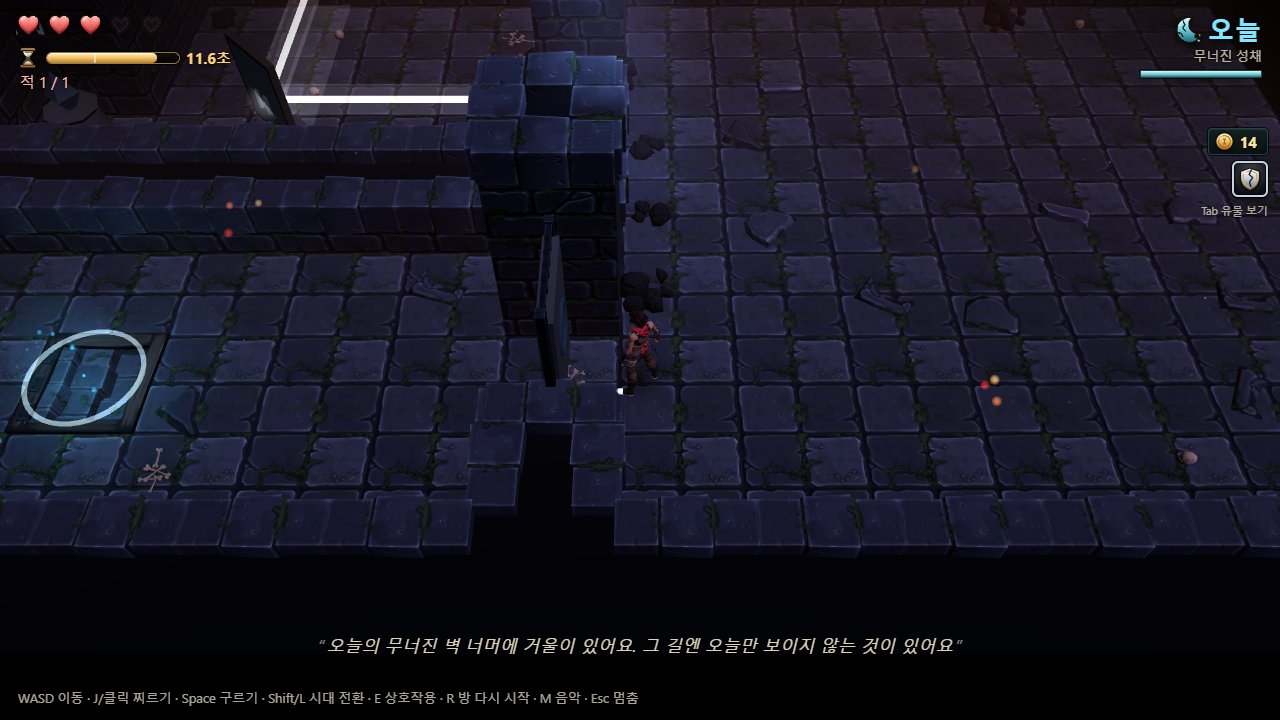 11.6초
적 1 / 1
오늘
무너진 성채
14
Tab 유물 보기
“ 오늘의 무너진 벽 너머에 거울이 있어요. 그 길엔 오늘만 보이지 않는 것이 있어요”
WASD 이동 · J/클릭 찌르기 · Space 구르기 · Shift/L 시대 전환 · E 상호작용 · R 방 다시 시작 · M 음악 · Esc 멈춤